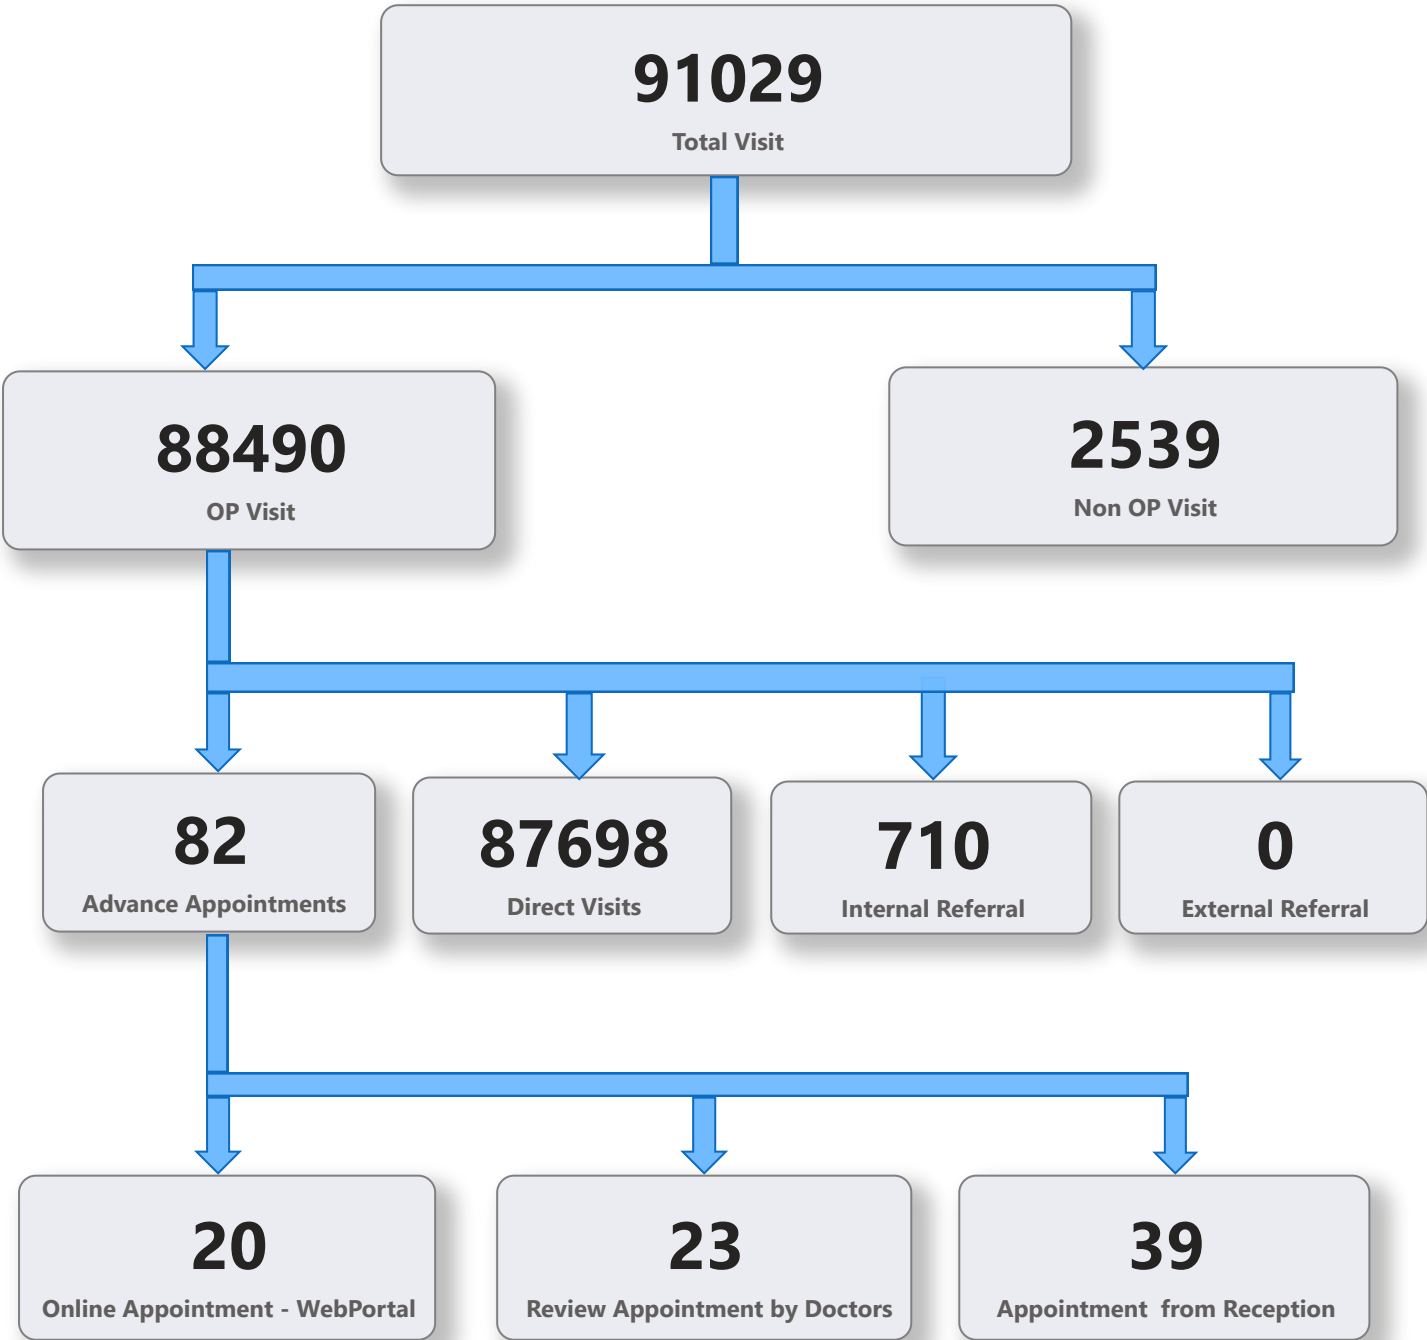 91029
Total Visit
88490
OP Visit
2539
Non OP Visit
82
Advance Appointments
87698
Direct Visits
710
Internal Referral
0
External Referral
20
Online Appointment - WebPortal
23
Review Appointment by Doctors
39
Appointment  from Reception